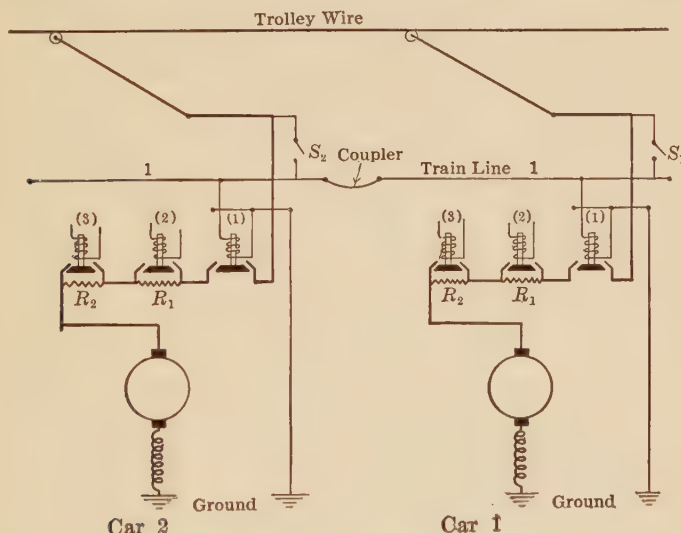 Trolley Wire
S₂ Coupler
S₂
1 Train Line 1
(3) (2) (1) (3) (2) (1)
R₂ R₁ R₂ R₁
Ground Ground
Car 2 Car 1